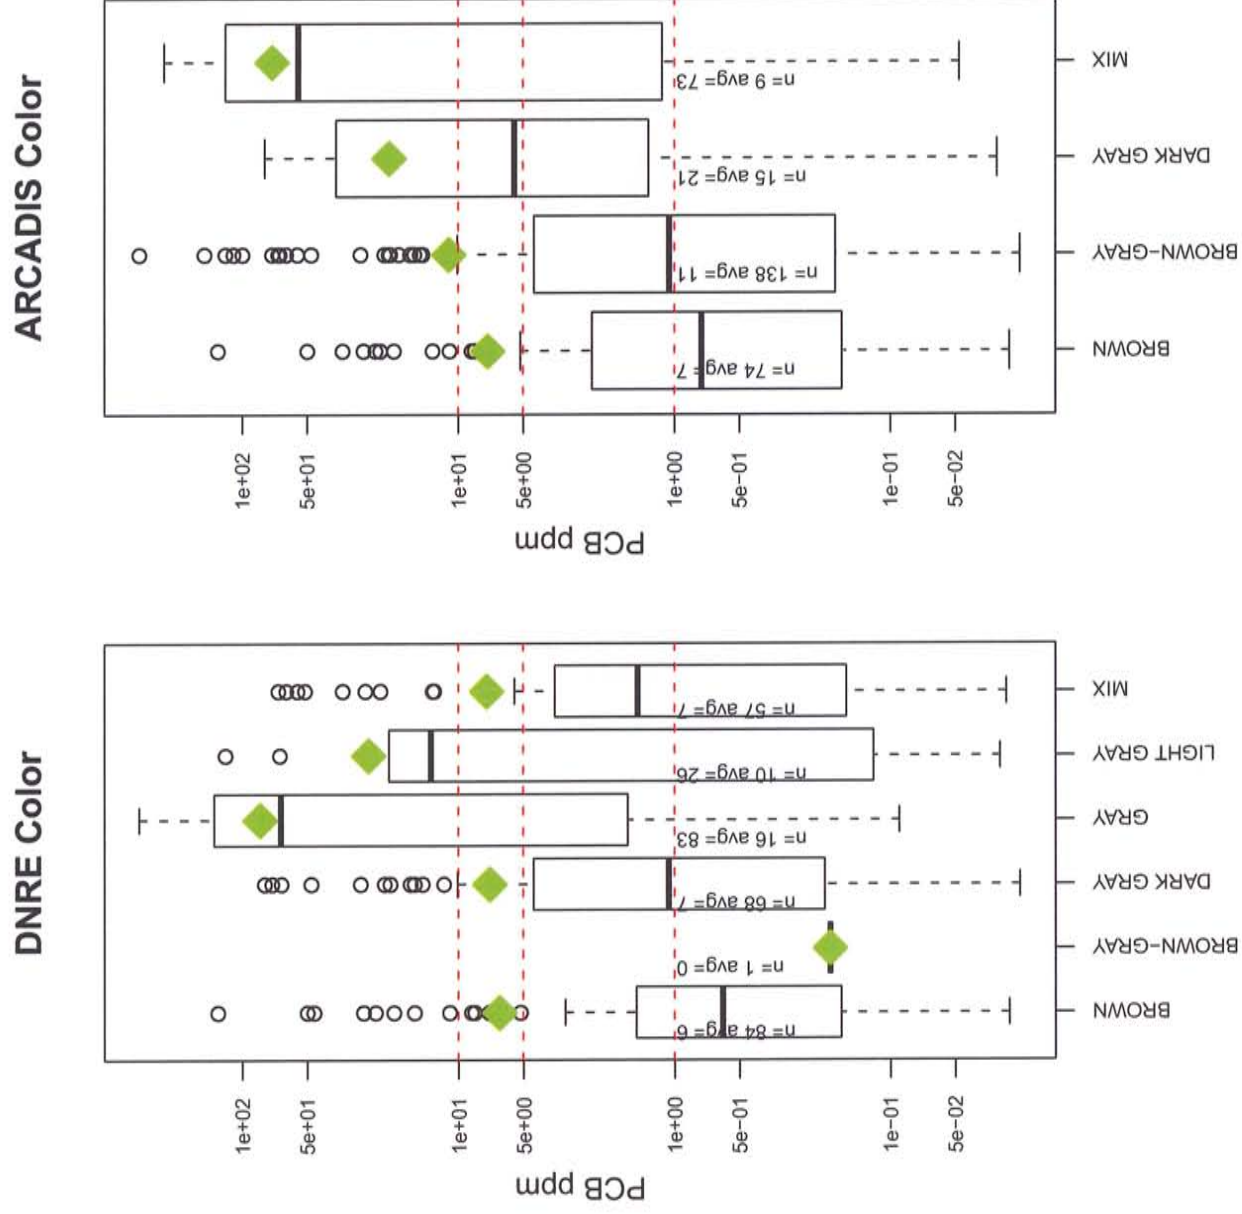 DNRE Color
PCB ppm
1e+02
5e+01
1e+01
5e+00
1e+00
5e−01
1e−01
5e−02
n= 84 avg= 6
n= 1 avg= 0
n= 68 avg= 7
n= 16 avg= 83
n= 10 avg= 26
n= 57 avg= 7
BROWN
BROWN−GRAY
DARK GRAY
GRAY
LIGHT GRAY
MIX
ARCADIS Color
PCB ppm
1e+02
5e+01
1e+01
5e+00
1e+00
5e−01
1e−01
5e−02
n= 74 avg= 7
n= 138 avg= 11
n= 15 avg= 21
n= 9 avg= 73
BROWN
BROWN−GRAY
DARK GRAY
MIX